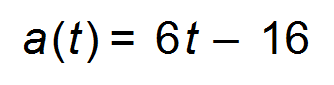 a(t) = 6t – 16